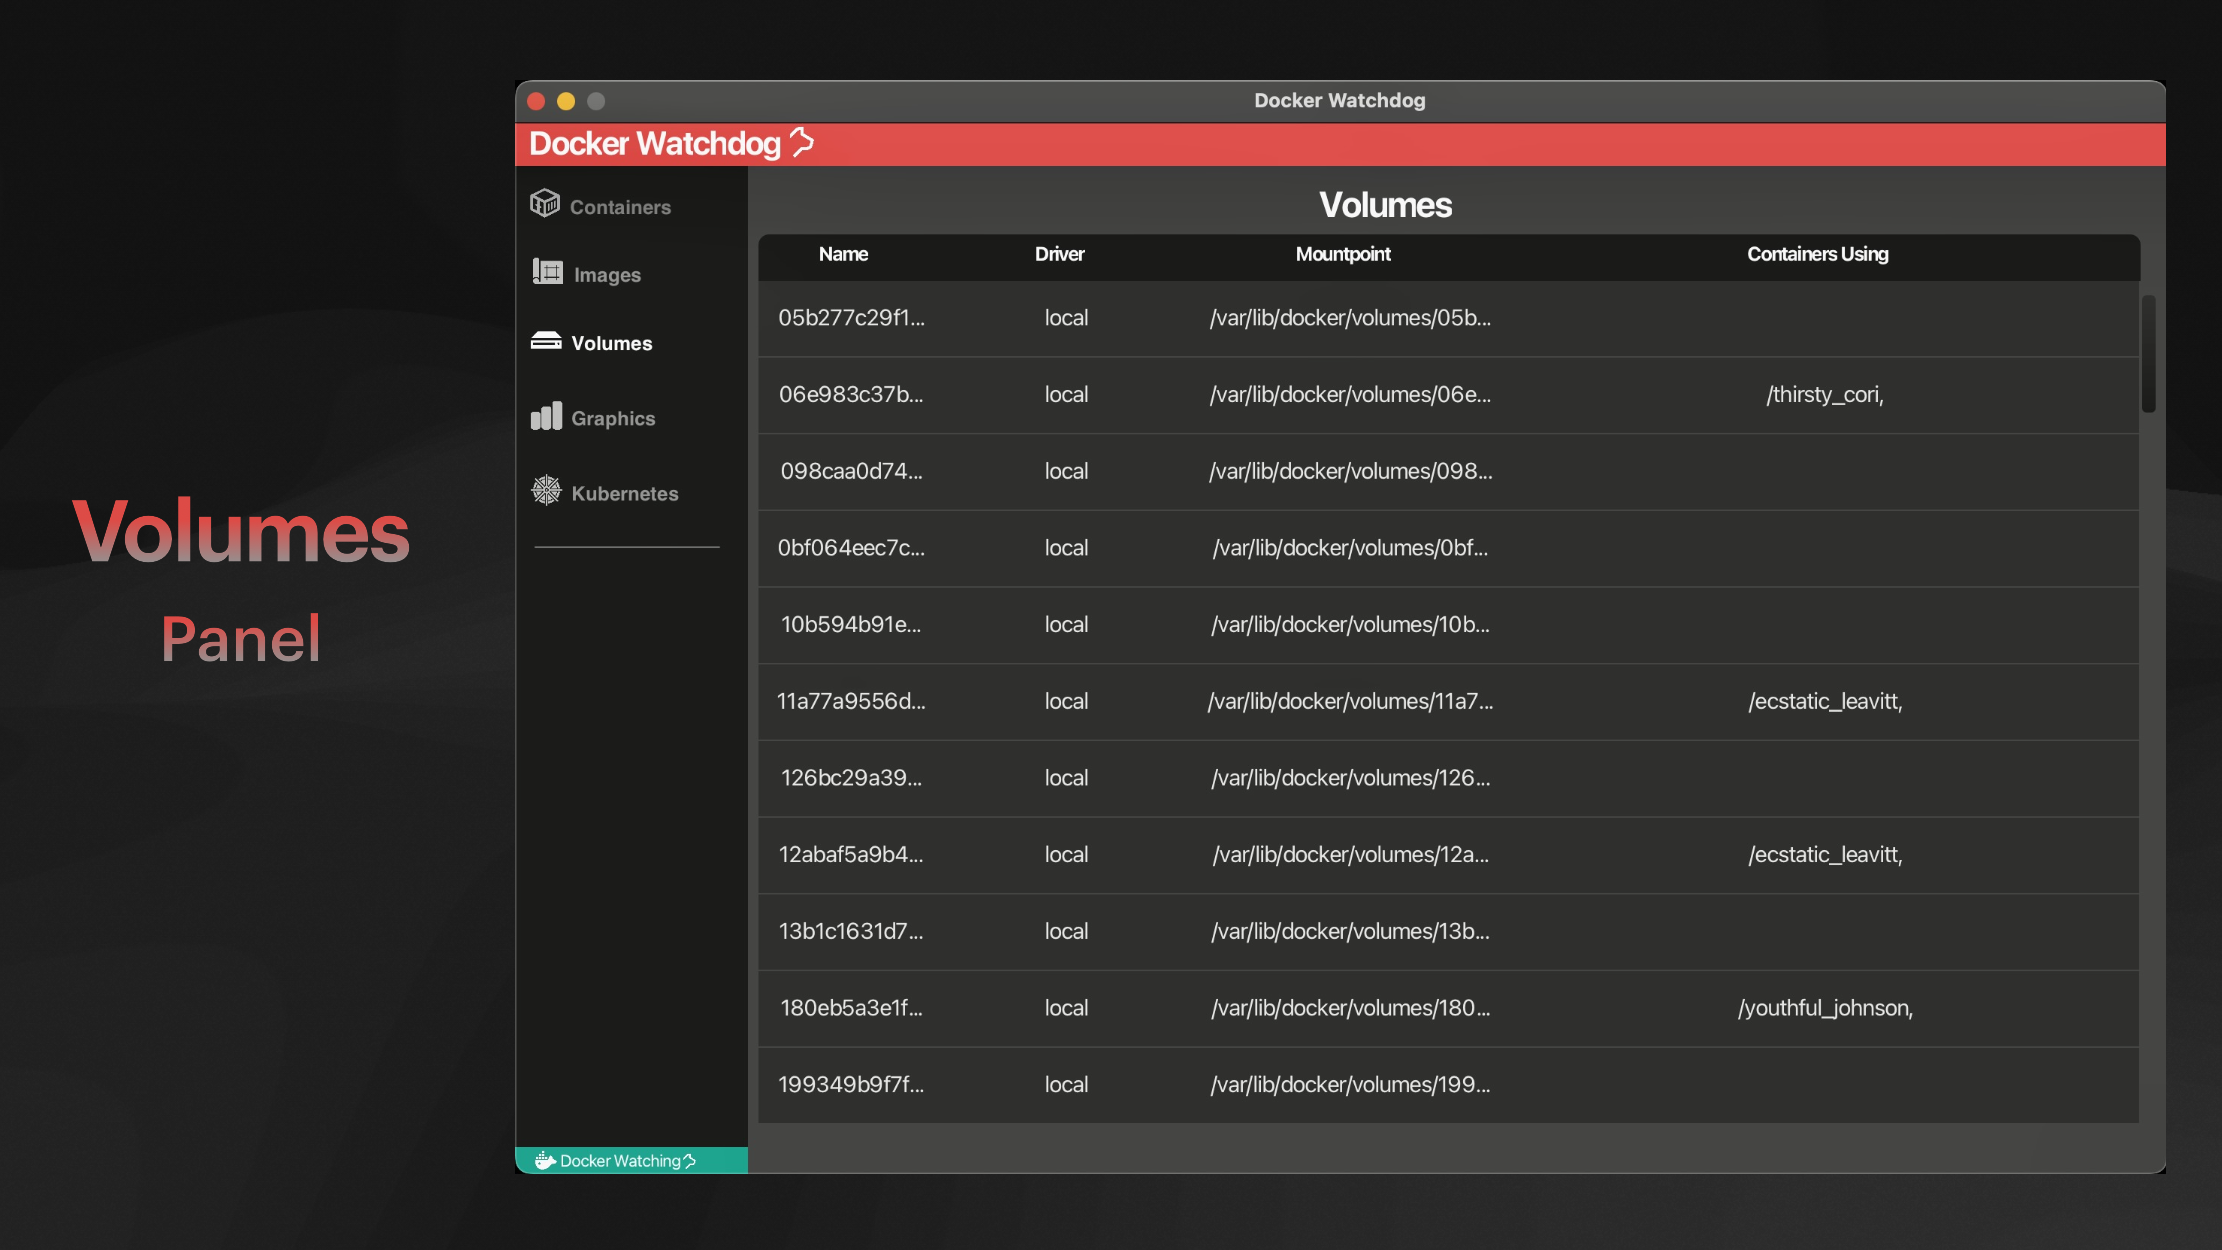 Volumes
Panel
Docker Watchdog
Docker Watchdog
Containers
Images
Volumes
Graphics
Kubernetes
Docker Watching
Volumes
Name Driver Mountpoint Containers Using
05b277c29f1... local /var/lib/docker/volumes/05b...
06e983c37b... local /var/lib/docker/volumes/06e... /thirsty_cori,
098caa0d74... local /var/lib/docker/volumes/098...
0bf064eec7c... local /var/lib/docker/volumes/0bf...
10b594b91e... local /var/lib/docker/volumes/10b...
11a77a9556d... local /var/lib/docker/volumes/11a7... /ecstatic_leavitt,
126bc29a39... local /var/lib/docker/volumes/126...
12abaf5a9b4... local /var/lib/docker/volumes/12a... /ecstatic_leavitt,
13b1c1631d7... local /var/lib/docker/volumes/13b...
180eb5a3e1f... local /var/lib/docker/volumes/180... /youthful_johnson,
199349b9f7f... local /var/lib/docker/volumes/199...